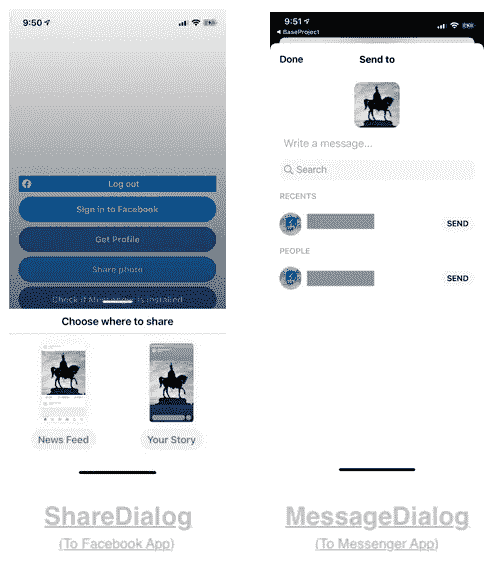 9:50
Log out
Sign in to Facebook
Get Profile
Share photo
Check if Messenger is installed
Choose where to share
News Feed
Your Story
ShareDialog
(To Facebook App)
9:51
BaseProject
Done
Send to
Write a message...
Search
RECENTS
SEND
PEOPLE
SEND
MessageDialog
(To Messenger App)